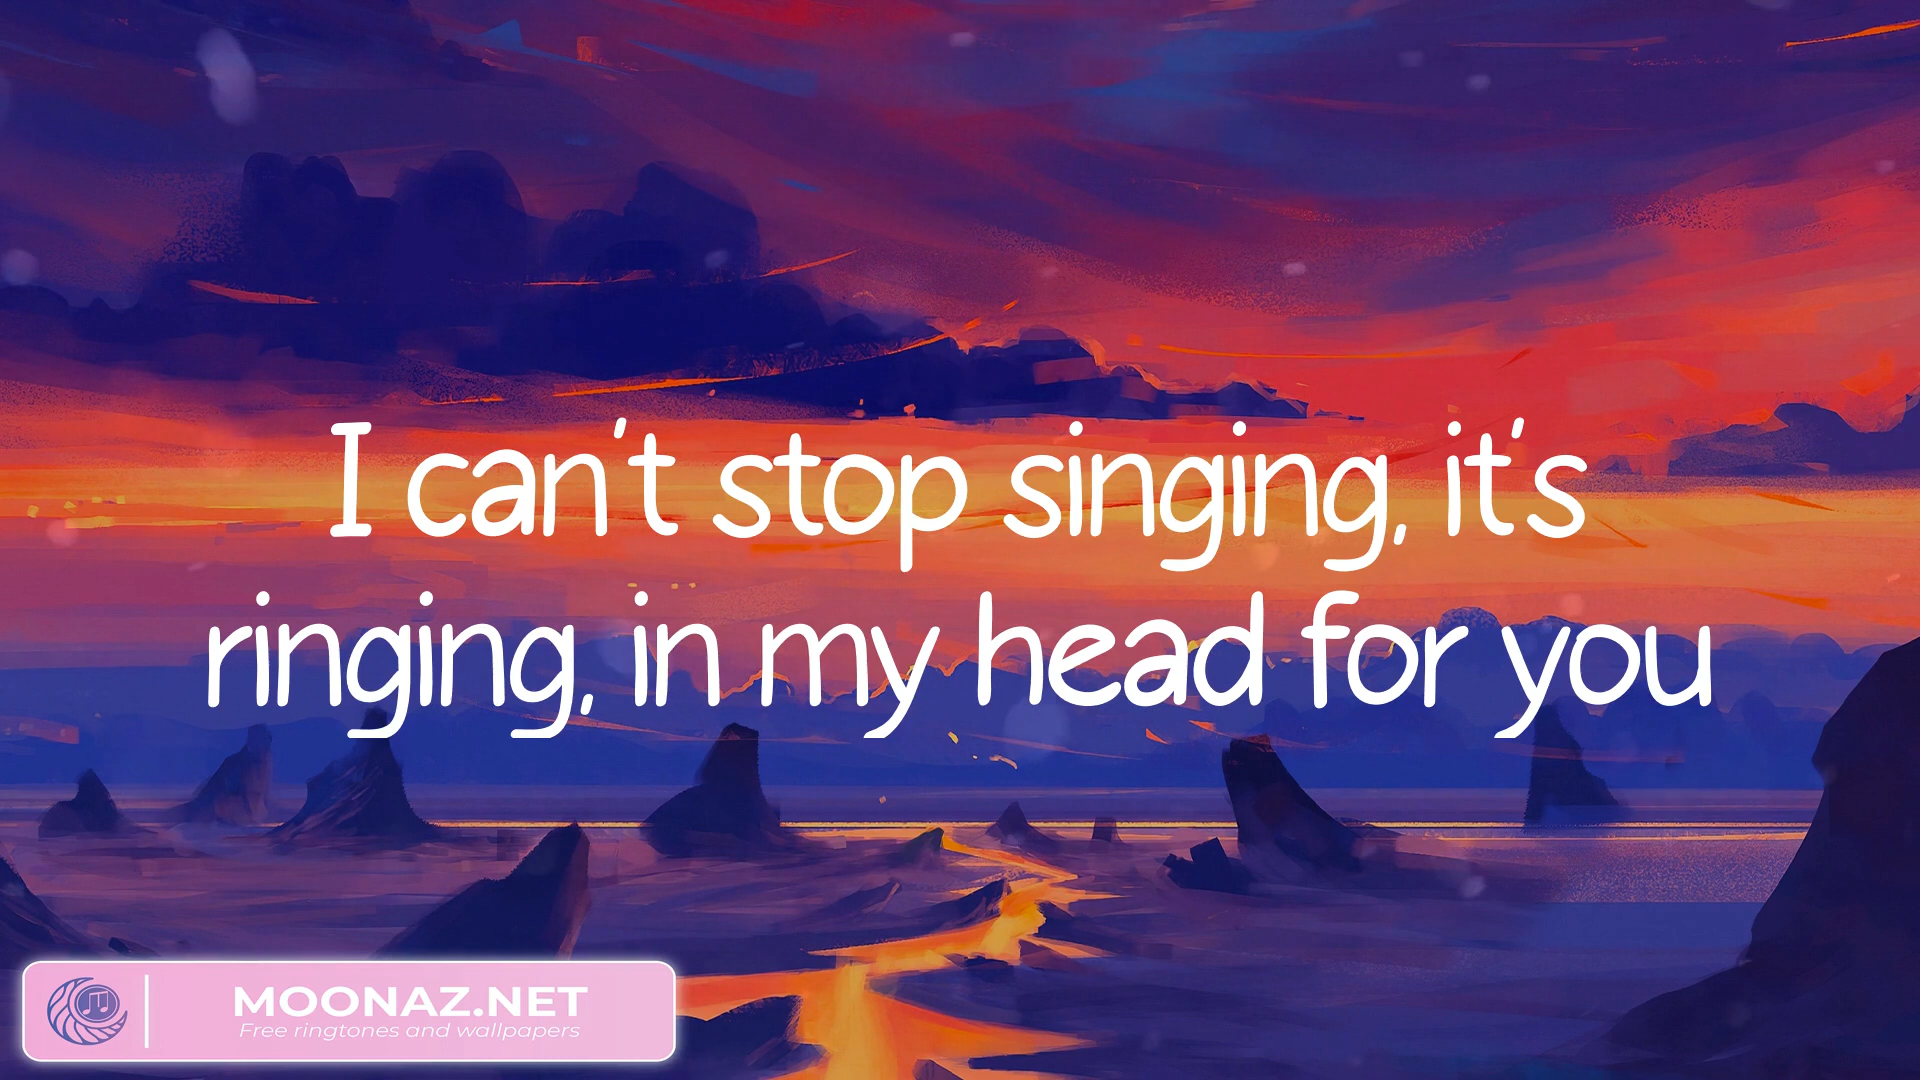 I can't stop singing, it's
ringing, in my head for you
MOONAZ.NET
Free ringtones and wallpapers